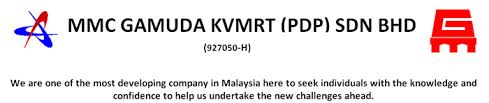 MMC GAMUDA KVMRT (PDP) SDN BHD
(927050-H)
We are one of the most developing company in Malaysia here to seek individuals with the knowledge and
confidence to help us undertake the new challenges ahead.